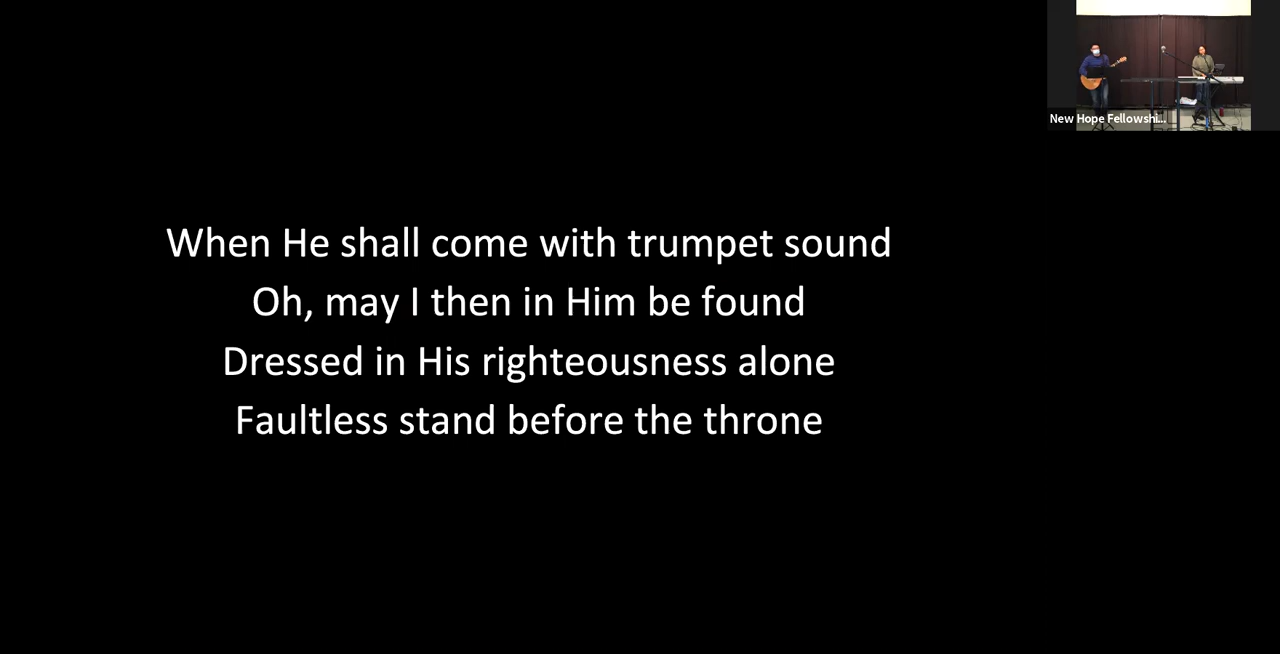 New Hope Fellowshi...
When He shall come with trumpet sound
Oh, may I then in Him be found
Dressed in His righteousness alone
Faultless stand before the throne